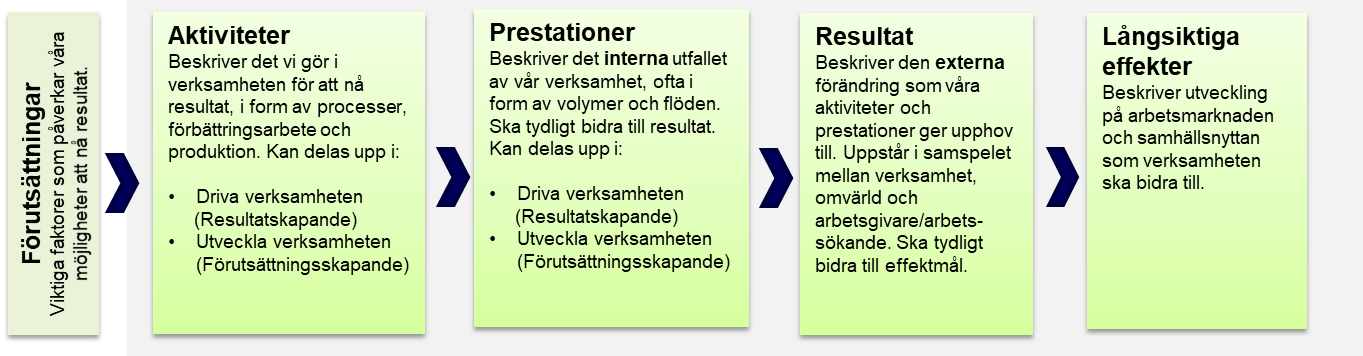 Förutsättningar
Viktiga faktorer som påverkar våra
möjligheter att nå resultat.
Aktiviteter
Beskriver det vi gör i
verksamheten för att nå
resultat, i form av processer,
förbättringsarbete och
produktion. Kan delas upp i:
• Driva verksamheten
(Resultatskapande)
• Utveckla verksamheten
(Förutsättningsskapande)
Prestationer
Beskriver det interna utfallet
av vår verksamhet, ofta i
form av volymer och flöden.
Ska tydligt bidra till resultat.
Kan delas upp i:
• Driva verksamheten
(Resultatskapande)
• Utveckla verksamheten
(Förutsättningsskapande)
Resultat
Beskriver den externa
förändring som våra
aktiviteter och
prestationer ger upphov
till. Uppstår i samspelet
mellan verksamhet,
omvärld och
arbetsgivare/arbets-
sökande. Ska tydligt
bidra till effektmål.
Långsiktiga
effekter
Beskriver utveckling
på arbetsmarknaden
och samhällsnyttan
som verksamheten
ska bidra till.